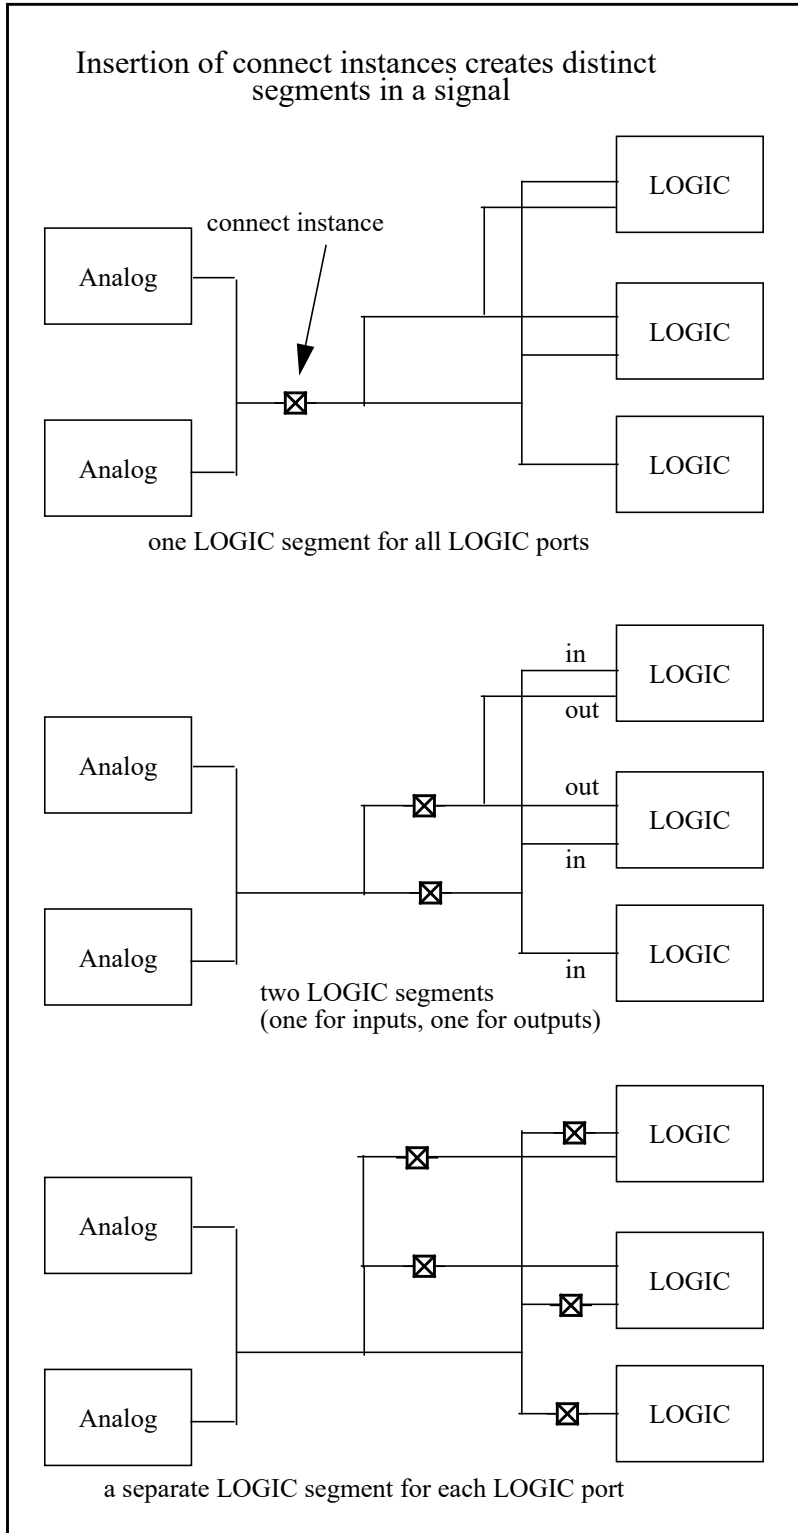 Insertion of connect instances creates distinct
segments in a signal
LOGIC
connect instance
Analog
LOGIC
Analog
LOGIC
one LOGIC segment for all LOGIC ports
in
LOGIC
out
Analog
out
LOGIC
in
Analog
LOGIC
in
two LOGIC segments
(one for inputs, one for outputs)
LOGIC
Analog
LOGIC
Analog
LOGIC
a separate LOGIC segment for each LOGIC port